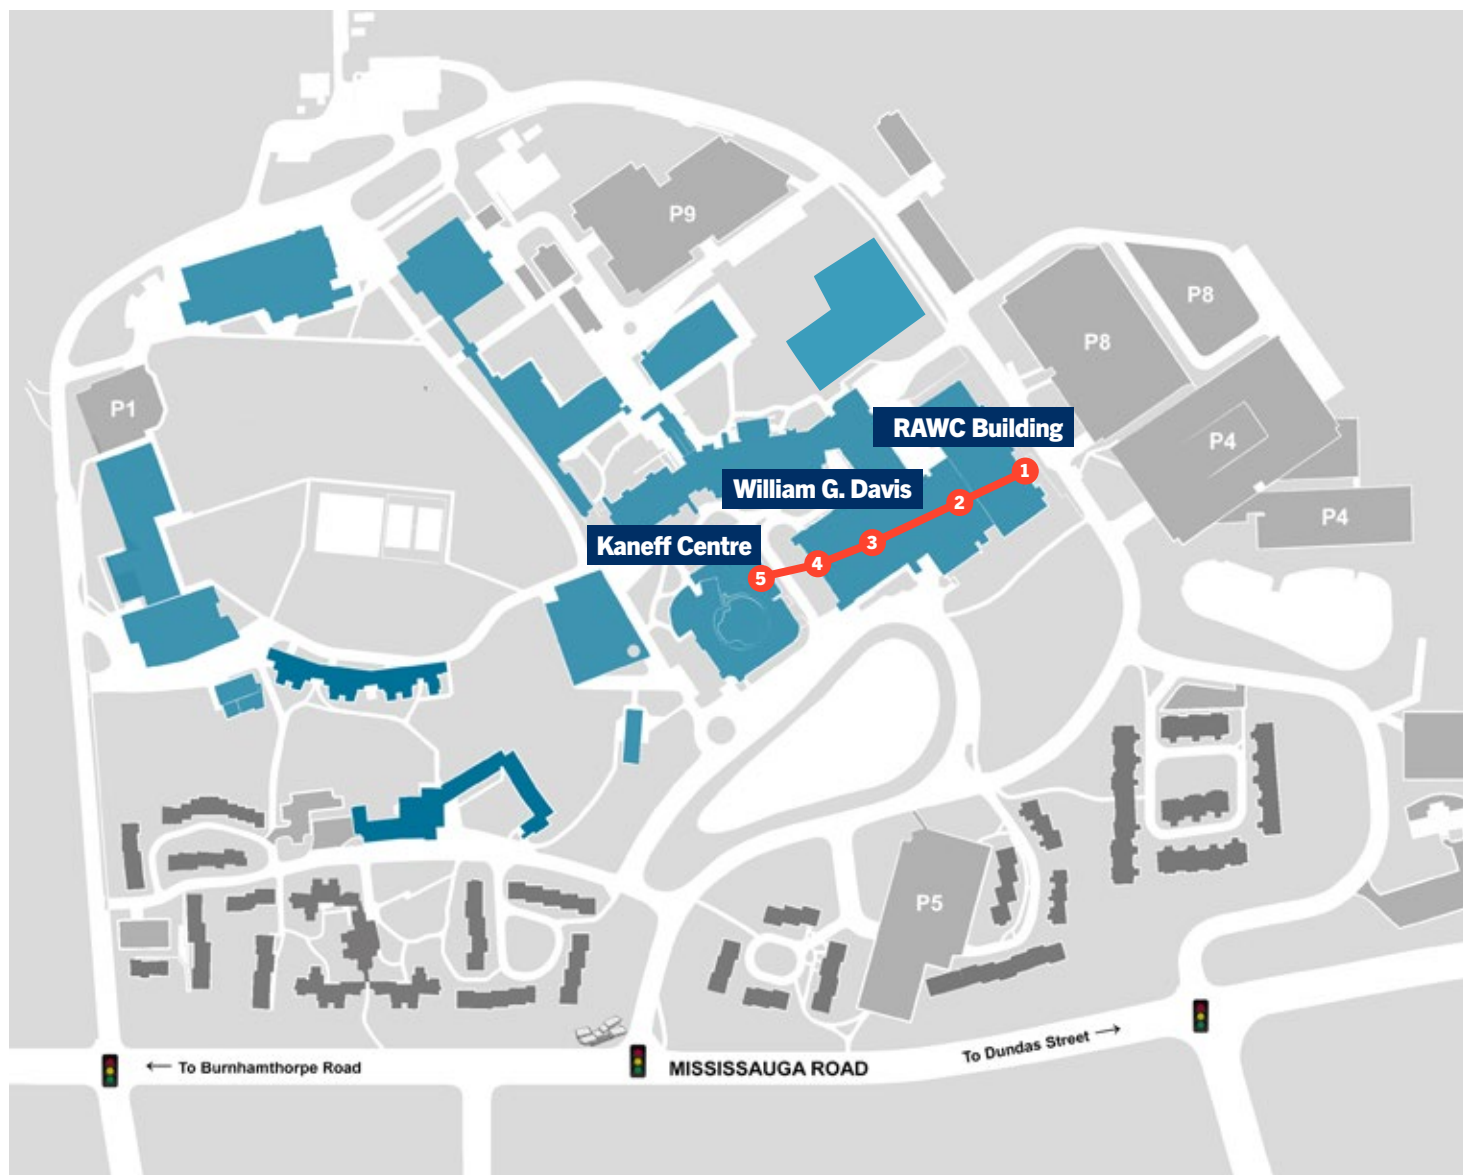 P9
P8
P8
P1
RAWC Building
P4
1
William G. Davis
2
P4
3
Kaneff Centre
4
5
P5
To Dundas Street →
← To Burnhamthorpe Road
MISSISSAUGA ROAD